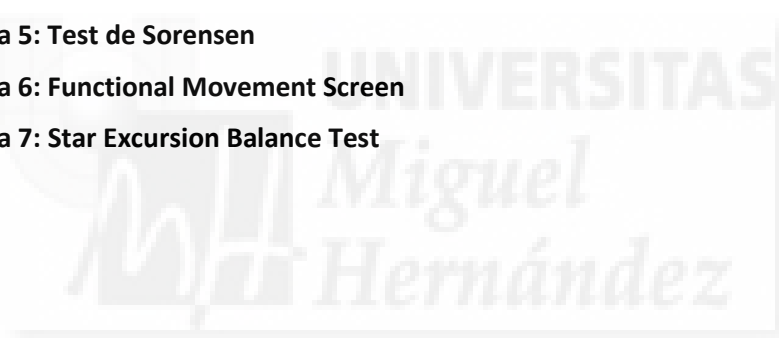 a 5: Test de Sorensen
a 6: Functional Movement Screen
a 7: Star Excursion Balance Test
UNIVERSITAS
Miguel
Hernández